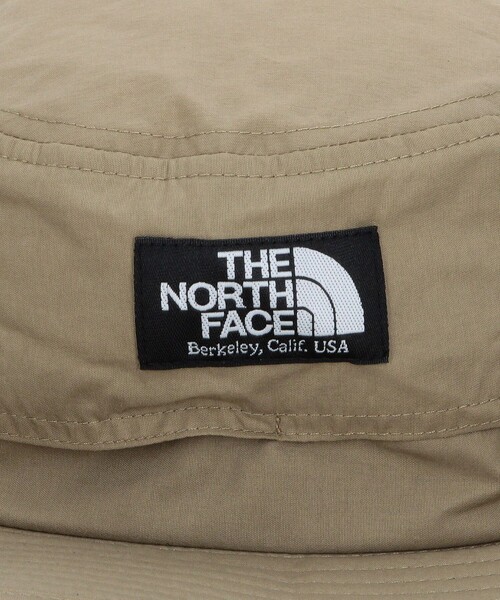 THE
NORTH
FACE
Berkeley, Calif. USA